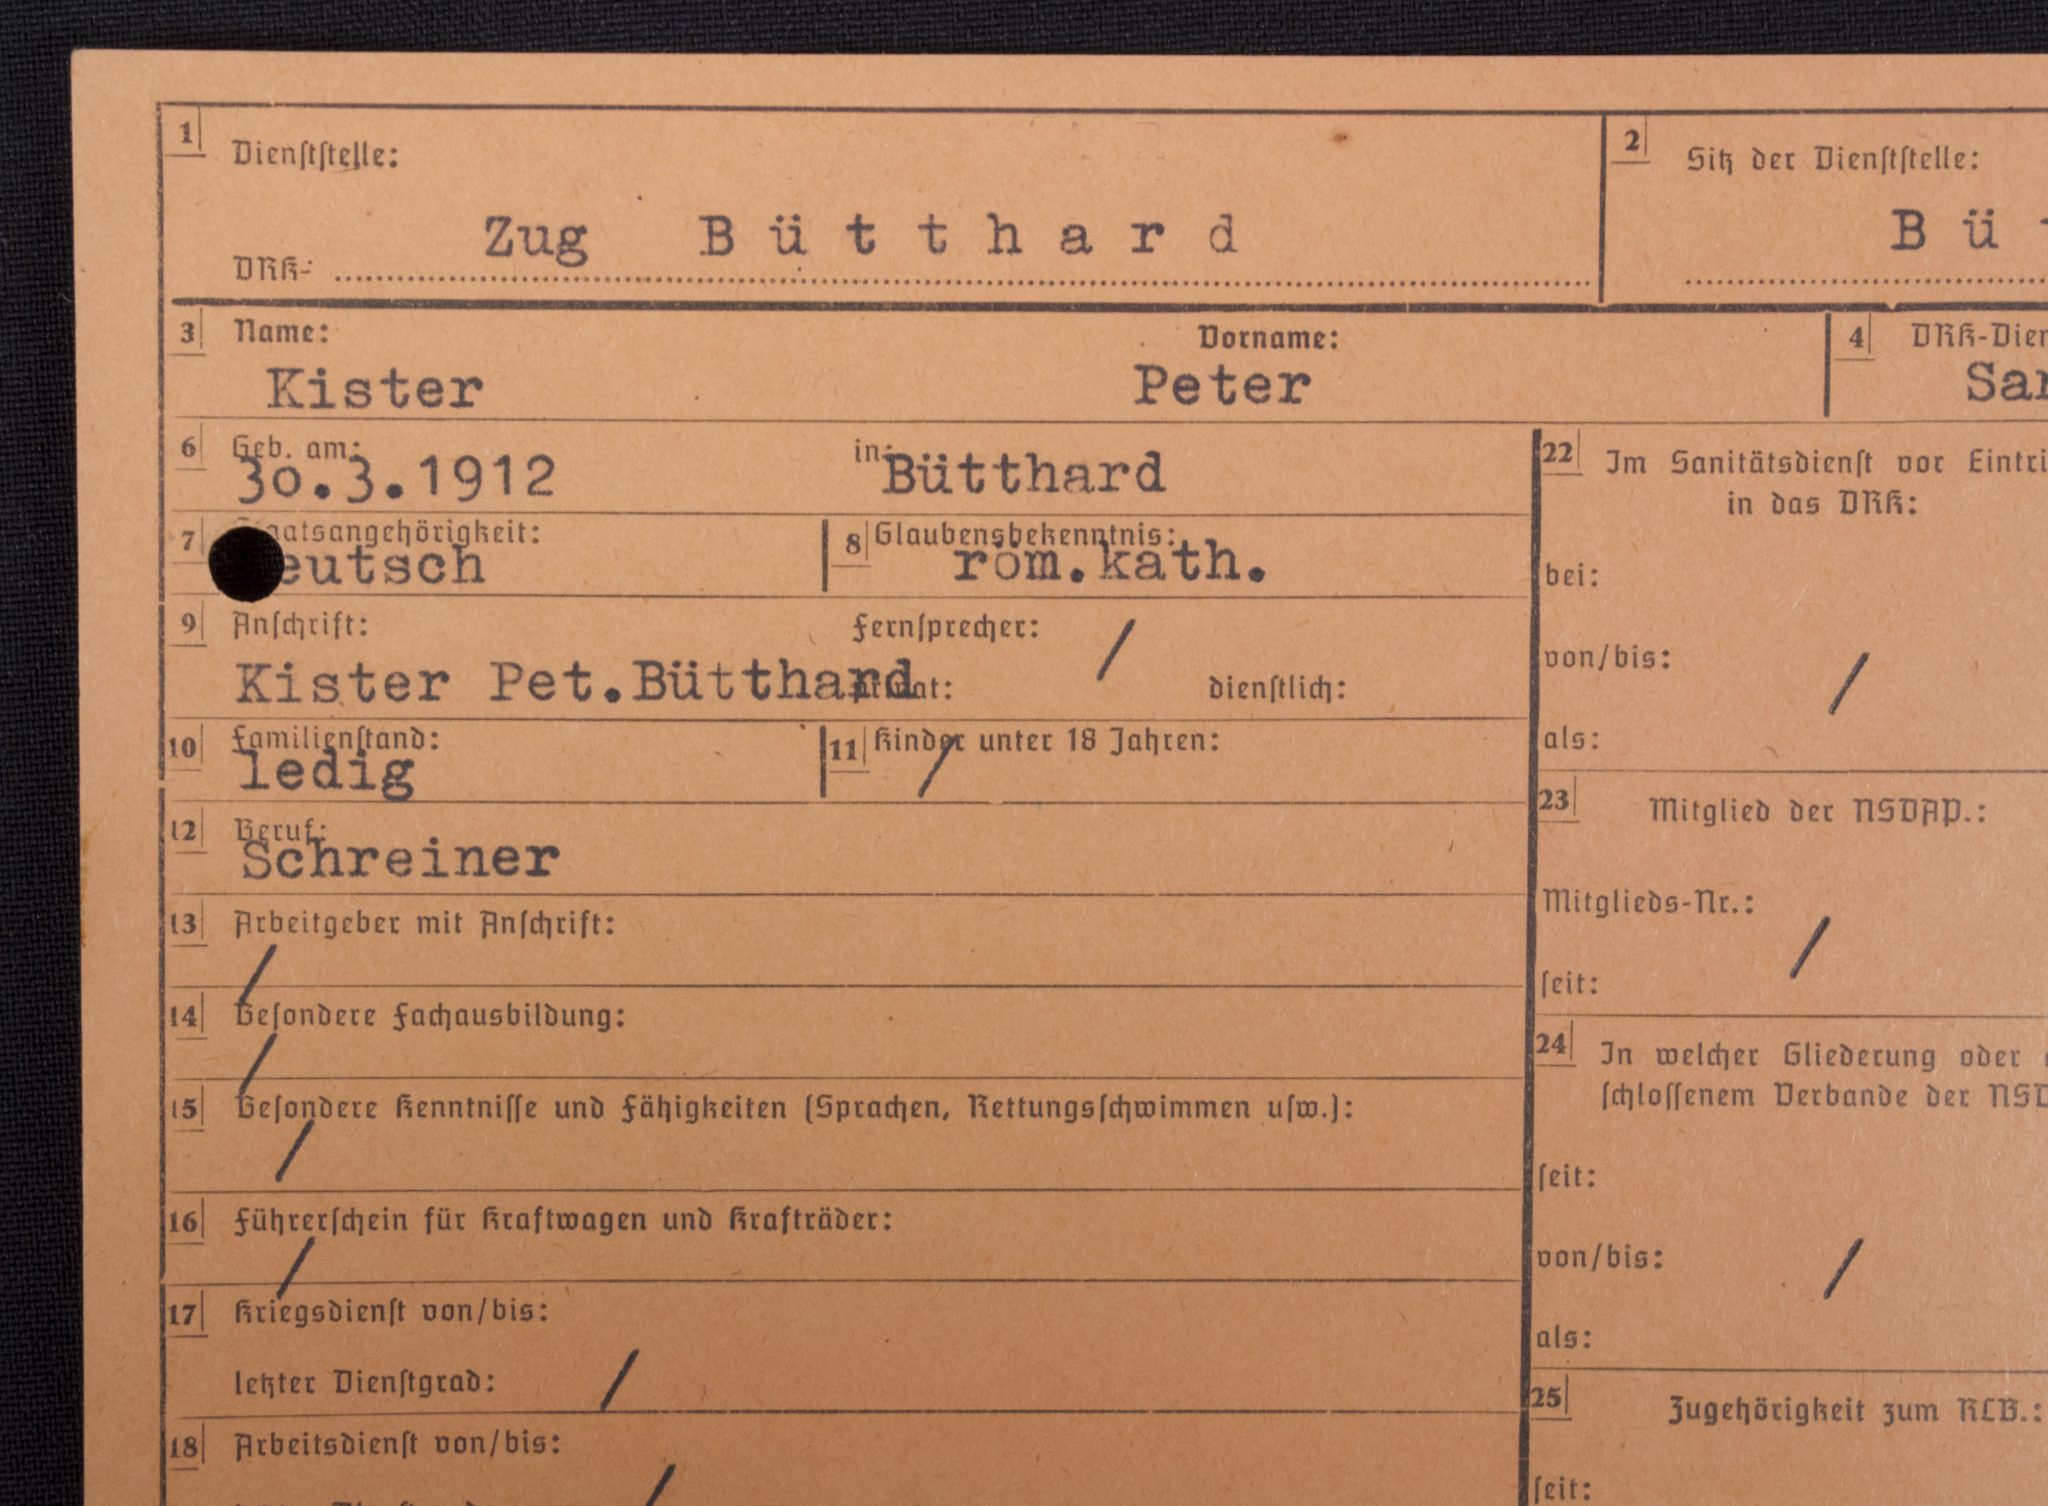 1 Dienststelle:
2 Sitz der Dienststelle:
DRK- Zug Bütthard
Bü
3 Name: Vorname:
4
Kister Peter
6 Geb. am: in:
30.3.1912 Bütthard
7 Staatsangehörigkeit:
8 Glaubensbekenntnis:
eutsch
röm.kath.
9 Anschrift: Fernsprecher: /
Kister Pet.Bütthard
privat: dienstlich:
10 Familienstand:
11 Kinder unter 18 Jahren:
ledig /
12 Beruf:
Schreiner
13 Arbeitgeber mit Anschrift:
/
14 Besondere Fachausbildung:
/
15 Besondere Kenntnisse und Fähigkeiten (Sprachen, Rettungsschwimmen usw.):
/
16 Führerschein für Kraftwagen und Krafträder:
/
17 Kriegsdienst von/bis:
letzter Dienstgrad: /
18 Arbeitsdienst von/bis:
/
22 Im Sanitätsdienst vor Eintri
in das DRK:
bei:
von/bis: /
als:
23 Mitglied der NSDAP.:
Mitglieds-Nr.: /
seit:
24 In welcher Gliederung oder
schlossenem Verbande der NSD
seit:
von/bis: /
als:
25 Zugehörigkeit zum RLB.:
seit: